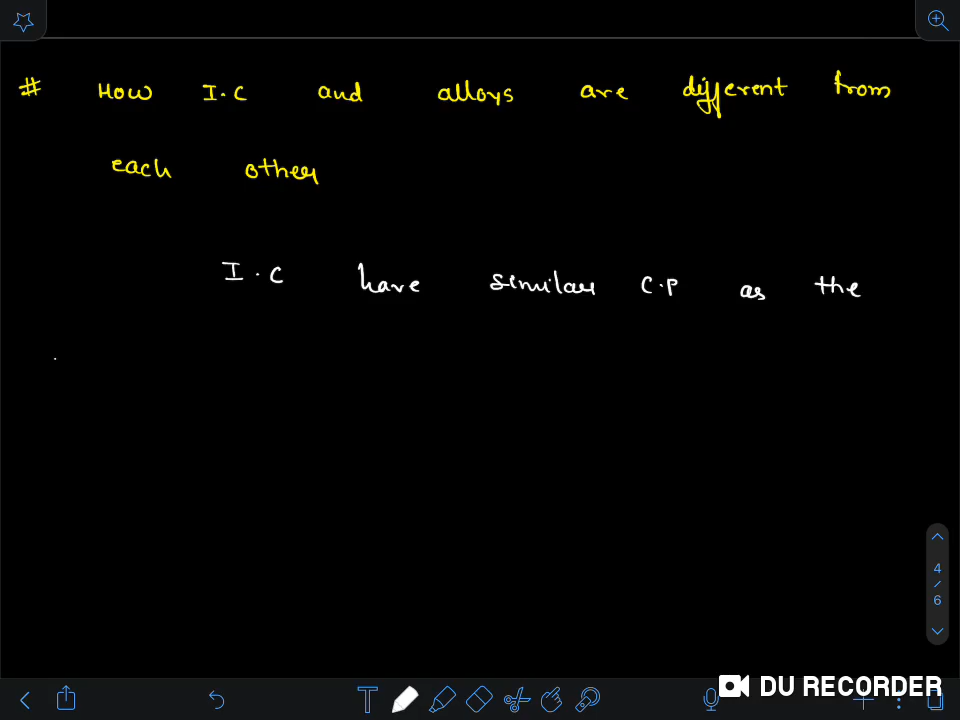 # How I.C and alloys are different from
each other
I.C have similar C.P as the
4
/
6
T
DU RECORDER